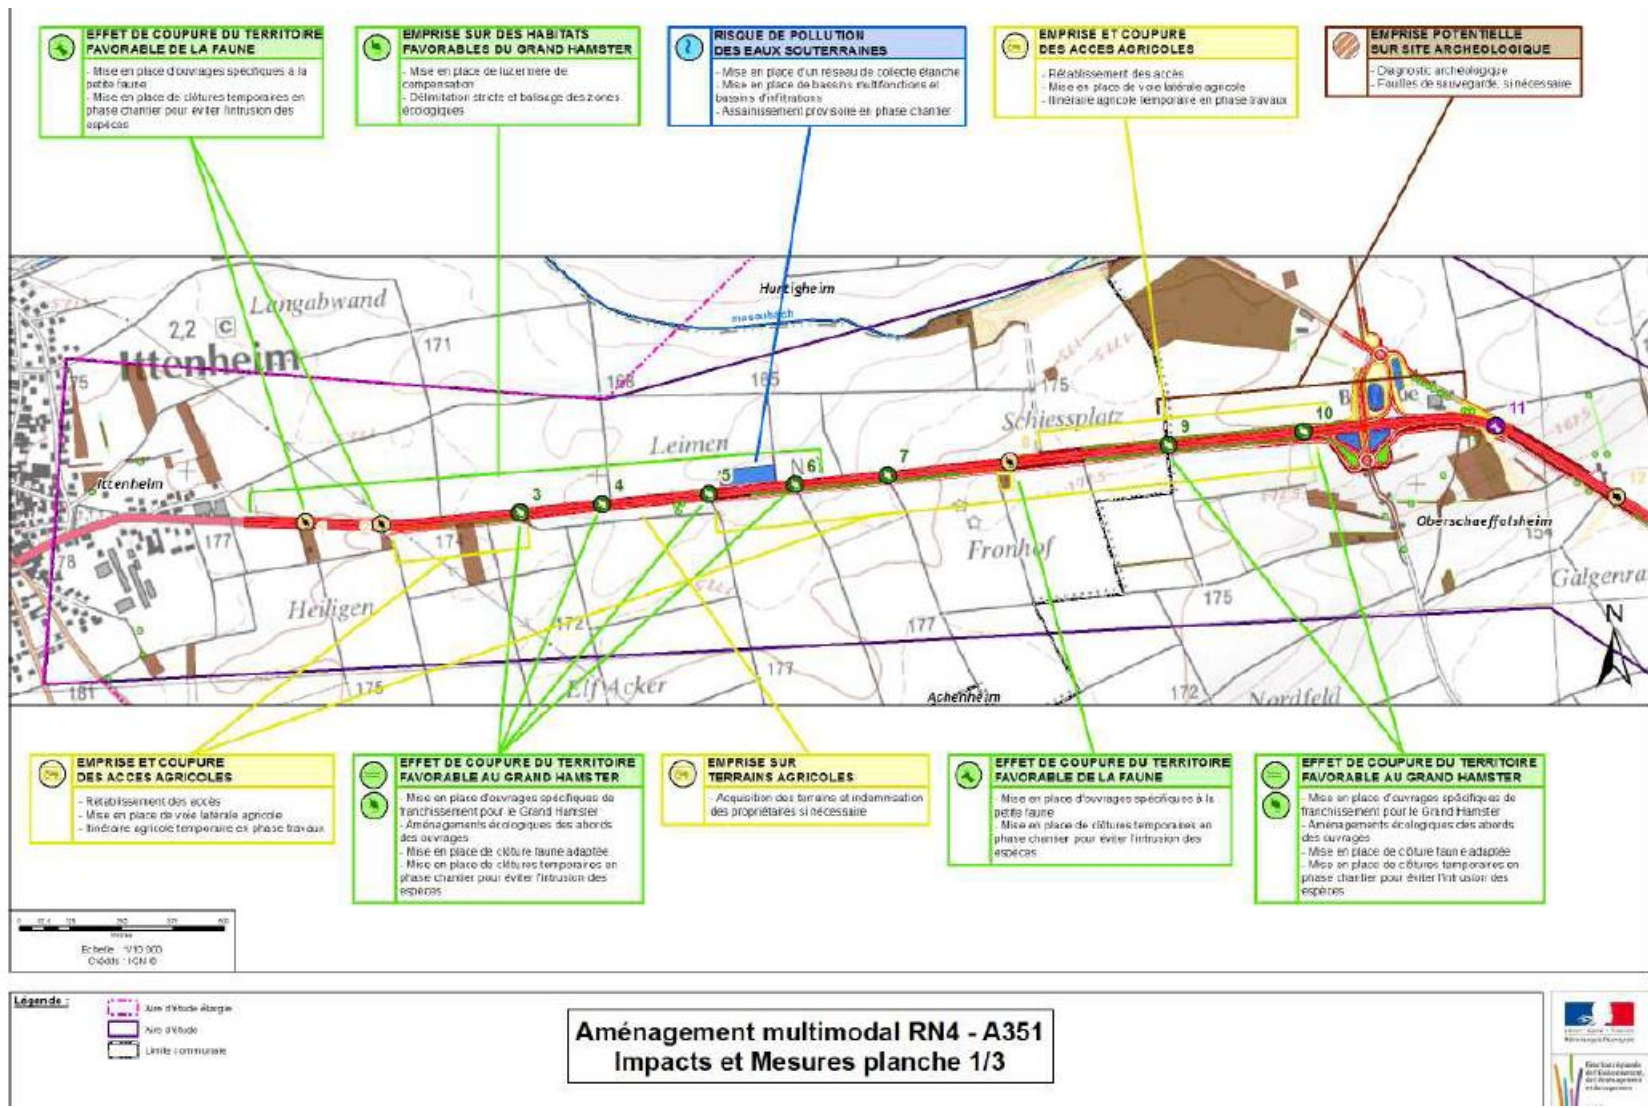 EFFET DE COUPURE DU TERRITOIRE
FAVORABLE DE LA FAUNE
- Mise en place d'ouvrages spécifiques à la
petite faune
- Mise en place de clôtures temporaires en
phase chantier pour éviter l'intrusion des
espèces
EMPRISE SUR DES HABITATS
FAVORABLES DU GRAND HAMSTER
- Mise en place de luzernière de
compensation
- Délimitation stricte et balisage des zones
écologiques
RISQUE DE POLLUTION
DES EAUX SOUTERRAINES
- Mise en place d'un réseau de collecte étanche
- Mise en place de bassins multifonctions et
bassins d'infiltrations
- Assainissement provisoire en phase chantier
EMPRISE ET COUPURE
DES ACCES AGRICOLES
- Rétablissement des accès
- Mise en place de voie latérale agricole
- Itinéraire agricole temporaire en phase travaux
EMPRISE POTENTIELLE
SUR SITE ARCHEOLOGIQUE
- Diagnostic archéologique
- Fouilles de sauvegarde, si nécessaire
Langabwand
2,2 C
Ittenheim
75
171
168
165
Hurtigheim
175
Schiessplatz
Leimen
Ittenheim
177
78
174
3
4
5
6
7
9
10
11
12
Heiligen
172
Fronhof
177
175
Oberschaeffolsheim
154
Galgenra
N
181
175
Elf Acker
177
Achenheim
172
Nordfeld
EMPRISE ET COUPURE
DES ACCES AGRICOLES
- Rétablissement des accès
- Mise en place de voie latérale agricole
- Itinéraire agricole temporaire en phase travaux
EFFET DE COUPURE DU TERRITOIRE
FAVORABLE AU GRAND HAMSTER
- Mise en place d'ouvrages spécifiques de
franchissement pour le Grand Hamster
- Aménagements écologiques des abords
des ouvrages
- Mise en place de clôture faune adaptée
- Mise en place de clôtures temporaires en
phase chantier pour éviter l'intrusion des
espèces
EMPRISE SUR
TERRAINS AGRICOLES
- Acquisition des terrains et indemnisation
des propriétaires si nécessaire
EFFET DE COUPURE DU TERRITOIRE
FAVORABLE DE LA FAUNE
- Mise en place d'ouvrages spécifiques à la
petite faune
- Mise en place de clôtures temporaires en
phase chantier pour éviter l'intrusion des
espèces
EFFET DE COUPURE DU TERRITOIRE
FAVORABLE AU GRAND HAMSTER
- Mise en place d'ouvrages spécifiques de
franchissement pour le Grand Hamster
- Aménagements écologiques des abords
des ouvrages
- Mise en place de clôture faune adaptée
- Mise en place de clôtures temporaires en
phase chantier pour éviter l'intrusion des
espèces
Echelle : 1/10 000
Crédits : IGN ©
Légende :
Aire d'étude élargie
Aire d'étude
Limite communale
Aménagement multimodal RN4 - A351
Impacts et Mesures planche 1/3